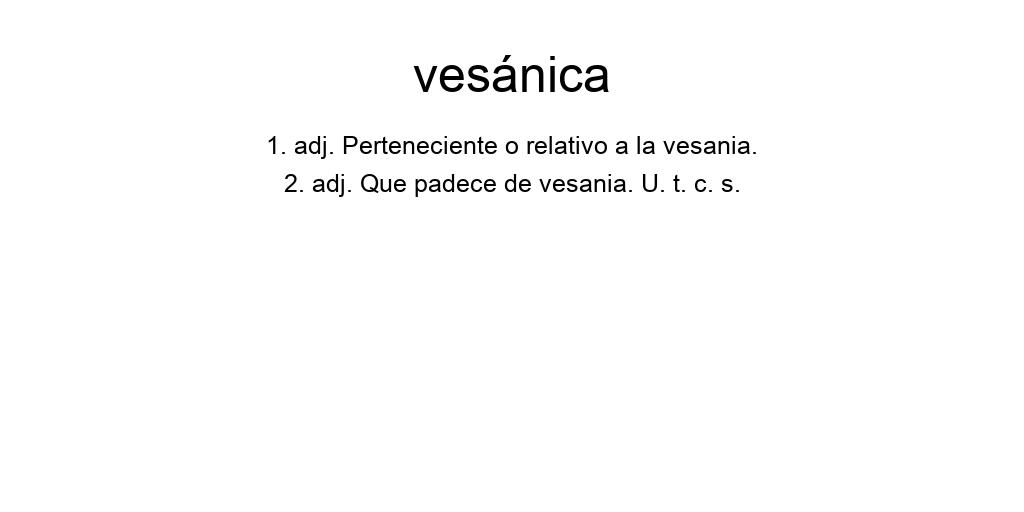 vesánica
1. adj. Perteneciente o relativo a la vesania.
2. adj. Que padece de vesania. U. t. c. s.